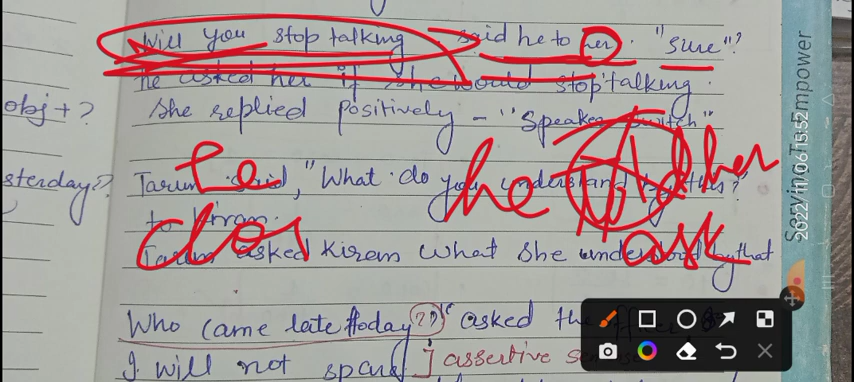 Will you stop talking said he to her. "sure"?
He asked her if she would stop talking.
obj + ?
She replied positively - "Speaker switch"
sterday??
Tarun said, "What do you understand by this?"
to Kiran.
he told her
Tarun asked Kiran what she understood by that
ask
Who came late today??" asked the
I will not spare ] assertive
Serving To Empower
2022/11/06 15:52